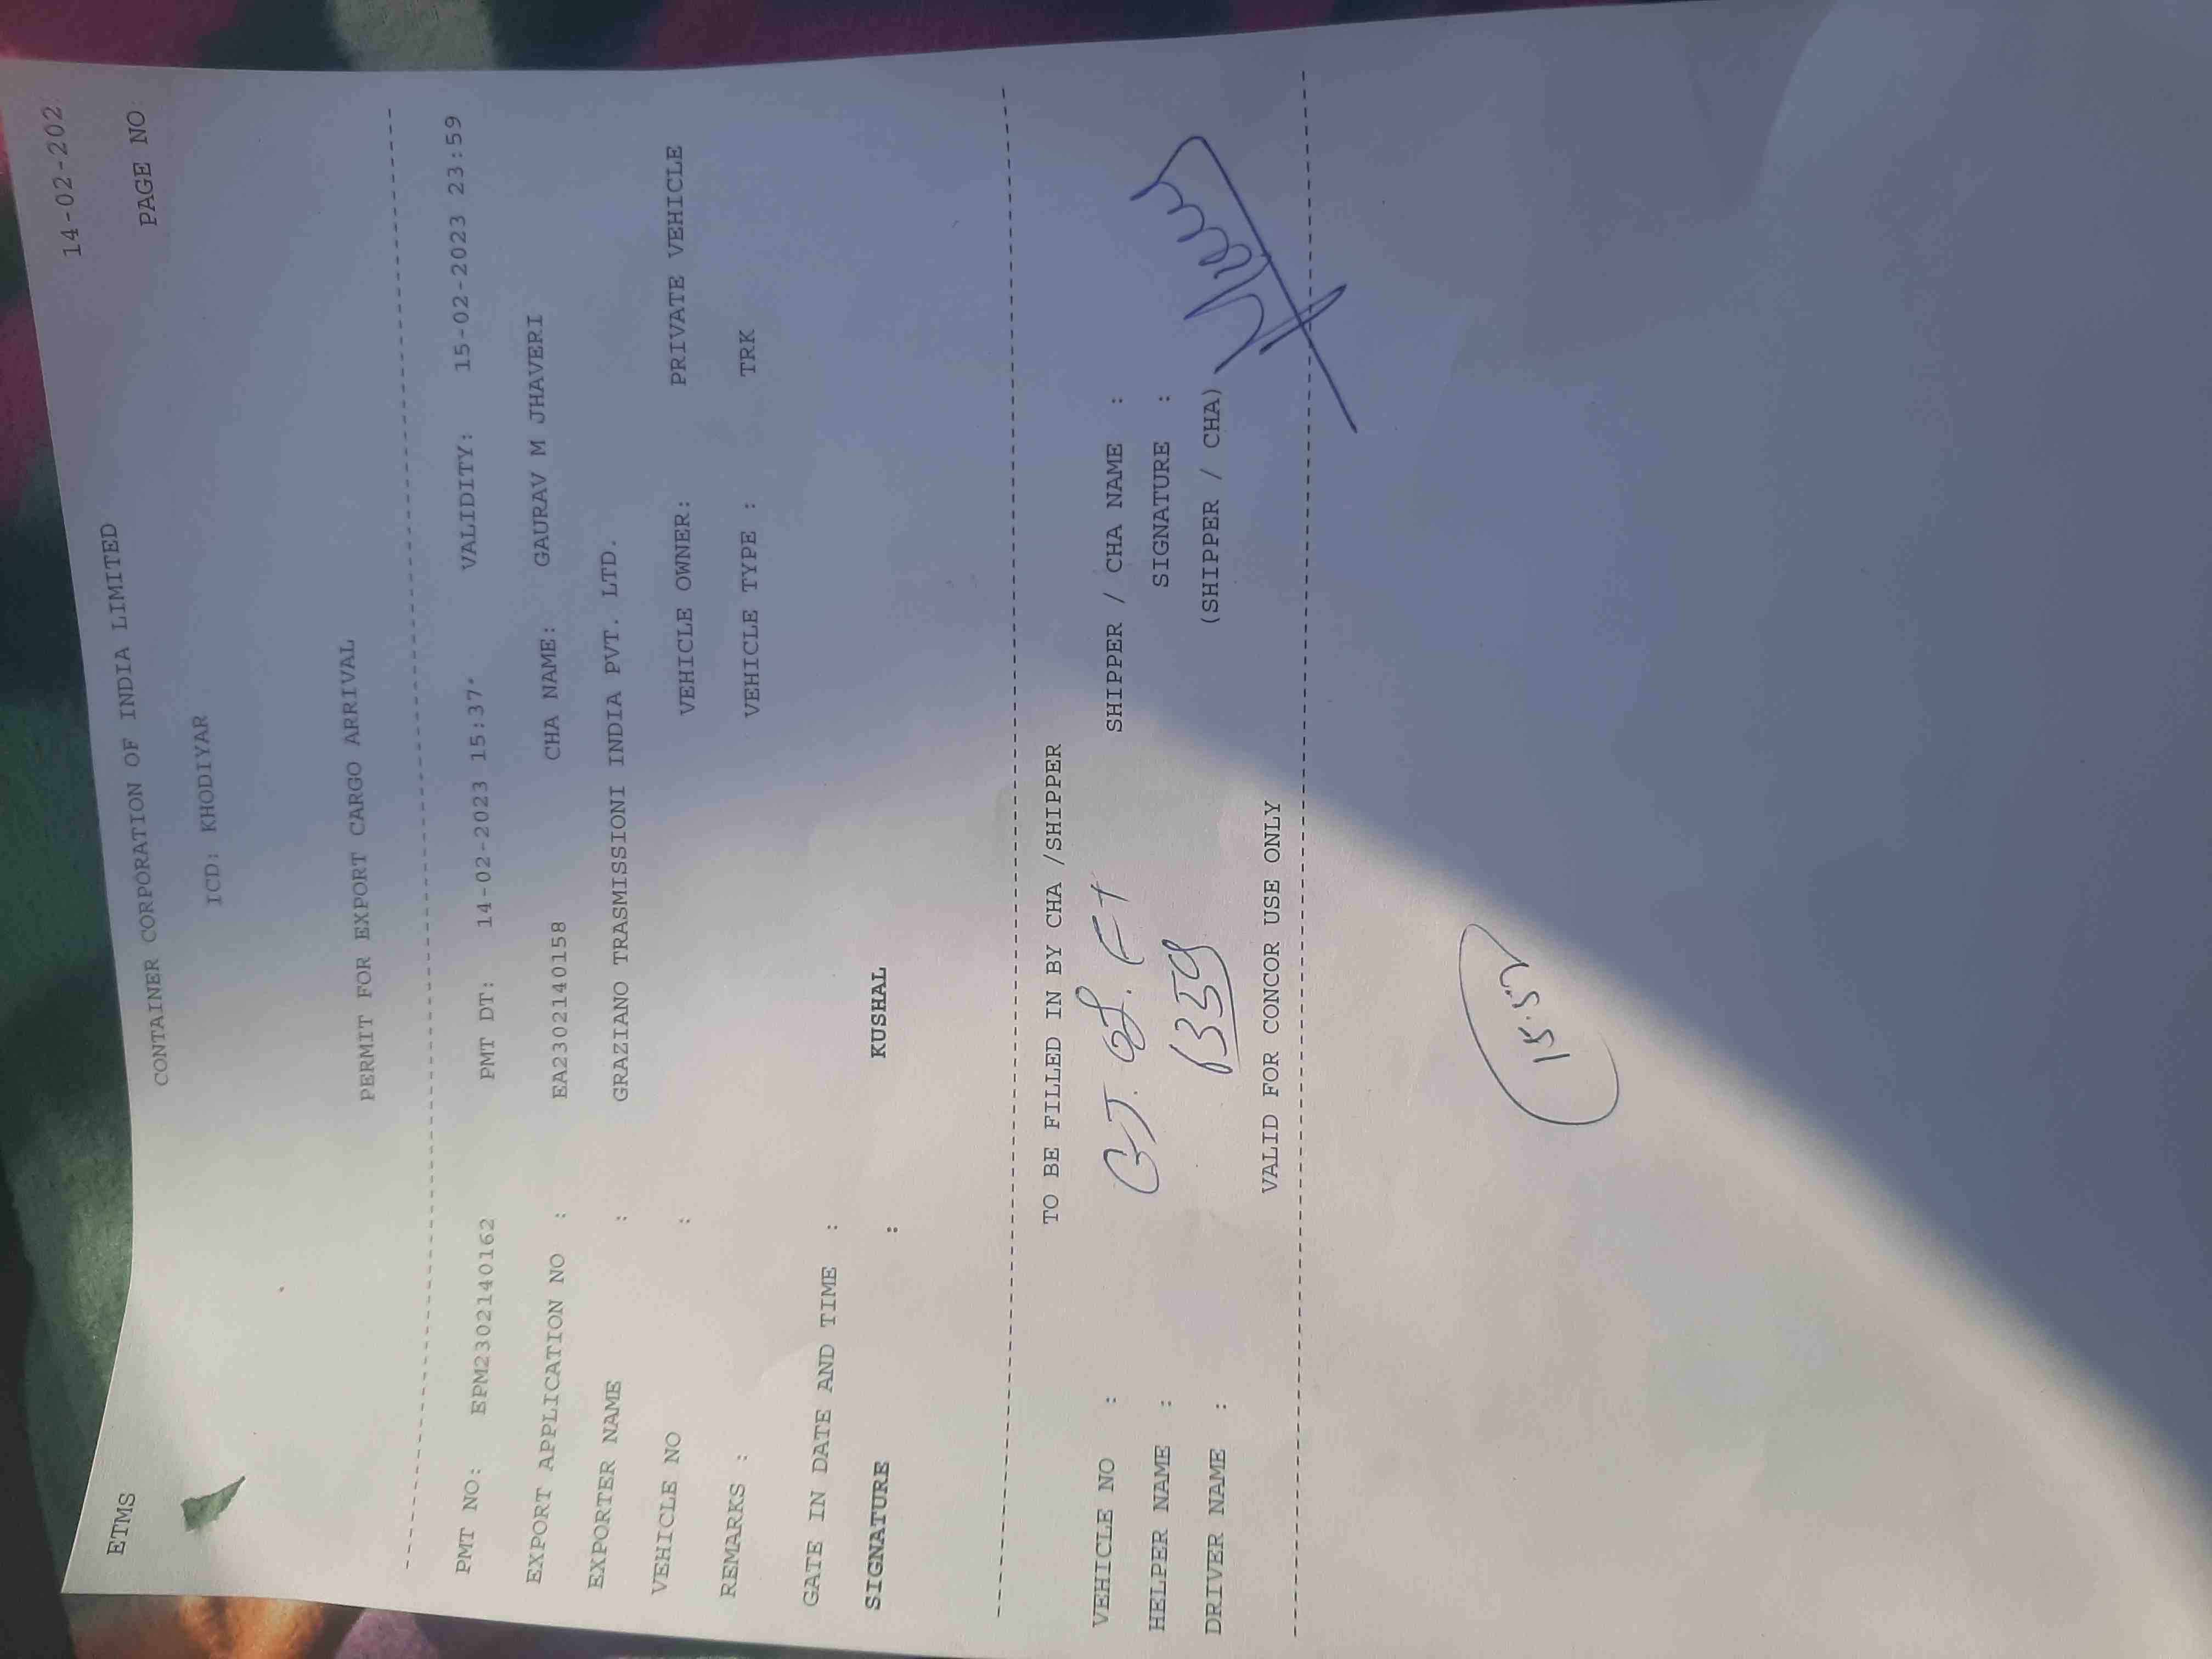 14-02-202
ETMS
CONTAINER CORPORATION OF INDIA LIMITED
PAGE NO
ICD: KHODIYAR
PERMIT FOR EXPORT CARGO ARRIVAL
PMT NO: EPM2302140162 PMT DT: 14-02-2023 15:37 VALIDITY: 15-02-2023 23:59
EXPORT APPLICATION NO : EA2302140158 CHA NAME: GAURAV M JHAVERI
EXPORTER NAME : GRAZIANO TRASMISSIONI INDIA PVT. LTD.
VEHICLE NO : VEHICLE OWNER: PRIVATE VEHICLE
REMARKS : VEHICLE TYPE : TRK
GATE IN DATE AND TIME :
SIGNATURE : KUSHAL
TO BE FILLED IN BY CHA /SHIPPER
VEHICLE NO : GJ. SHIPPER / CHA NAME :
HELPER NAME : 1359 SIGNATURE :
DRIVER NAME : (SHIPPER / CHA)
VALID FOR CONCOR USE ONLY
15.52